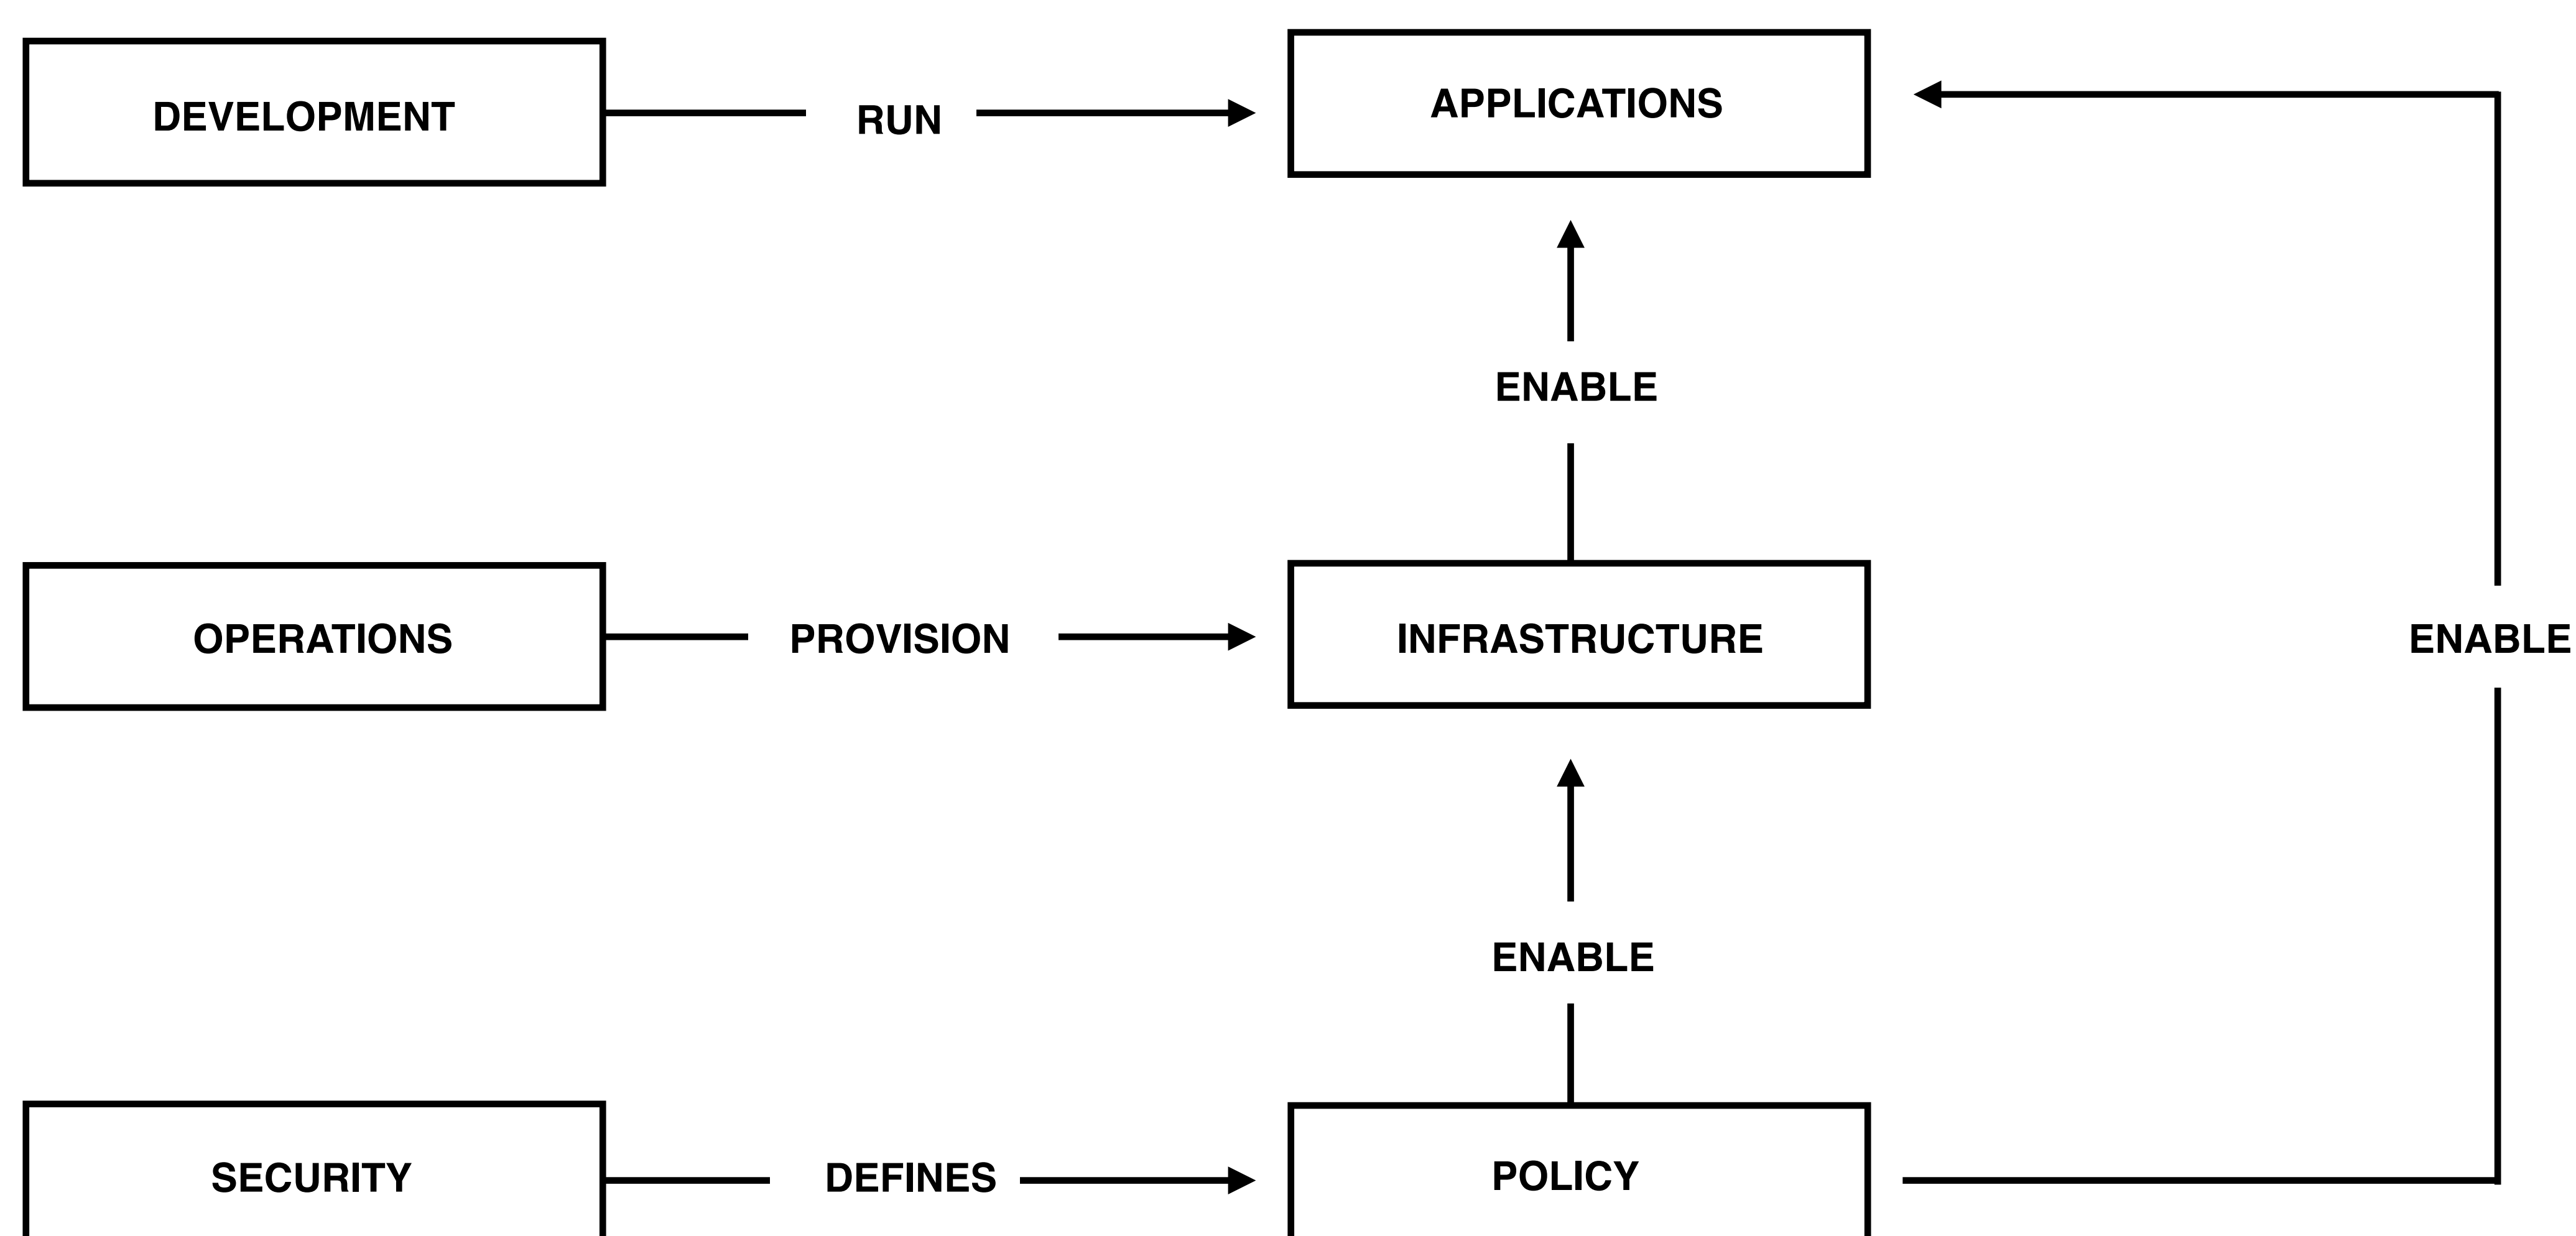 DEVELOPMENT
RUN
APPLICATIONS
ENABLE
OPERATIONS
PROVISION
INFRASTRUCTURE
ENABLE
ENABLE
SECURITY
DEFINES
POLICY